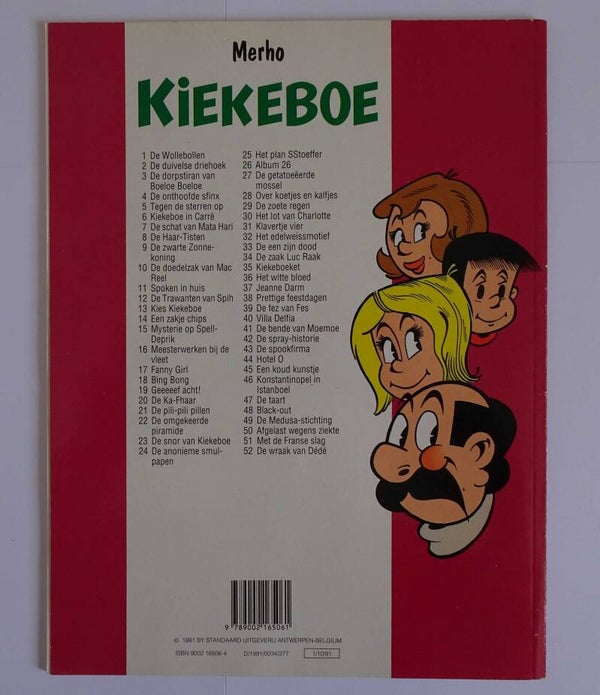 Merho
KiEKEBOE
1 De Wollebollen
2 De duivelse driehoek
3 De dorpstiran van
Boeloe Boeloe
4 De onthoofde sfinx
5 Tegen de sterren op
6 Kiekeboe in Carré
7 De schat van Mata Hari
8 De Haar-Tisten
9 De zwarte Zonne-
koning
10 De doedelzak van Mac
Reel
11 Spoken in huis
12 De Trawanten van Spih
13 Kies Kiekeboe
14 Een zakje chips
15 Mysterie op Spell-
Deprik
16 Meesterwerken bij de
vleet
17 Fanny Girl
18 Bing Bong
19 Geeeeef acht!
20 De Ka-Fhaar
21 De pili-pili pillen
22 De omgekeerde
piramide
23 De snor van Kiekeboe
24 De anonieme smul-
papen
25 Het plan SStoeffer
26 Album 26
27 De getatoeëerde
mossel
28 Over koetjes en kalfjes
29 De zoete regen
30 Het lot van Charlotte
31 Klavertje vier
32 Het edelweissmotief
33 De een zijn dood
34 De zaak Luc Raak
35 Kiekeboeket
36 Het witte bloed
37 Jeanne Darm
38 Prettige feestdagen
39 De fez van Fes
40 Villa Delfia
41 De bende van Moemoe
42 De spray-historie
43 De spookfirma
44 Hotel O
45 Een koud kunstje
46 Konstantinopel in
Istanboel
47 De taart
48 Black-out
49 De Medusa-stichting
50 Afgelast wegens ziekte
51 Met de Franse slag
52 De wraak van Dédé
9 789002 165061
© 1991 BY STANDAARD UITGEVERIJ ANTWERPEN-BELGIUM
ISBN 9002 16506 4 D/1991/0034/277 1/10/91